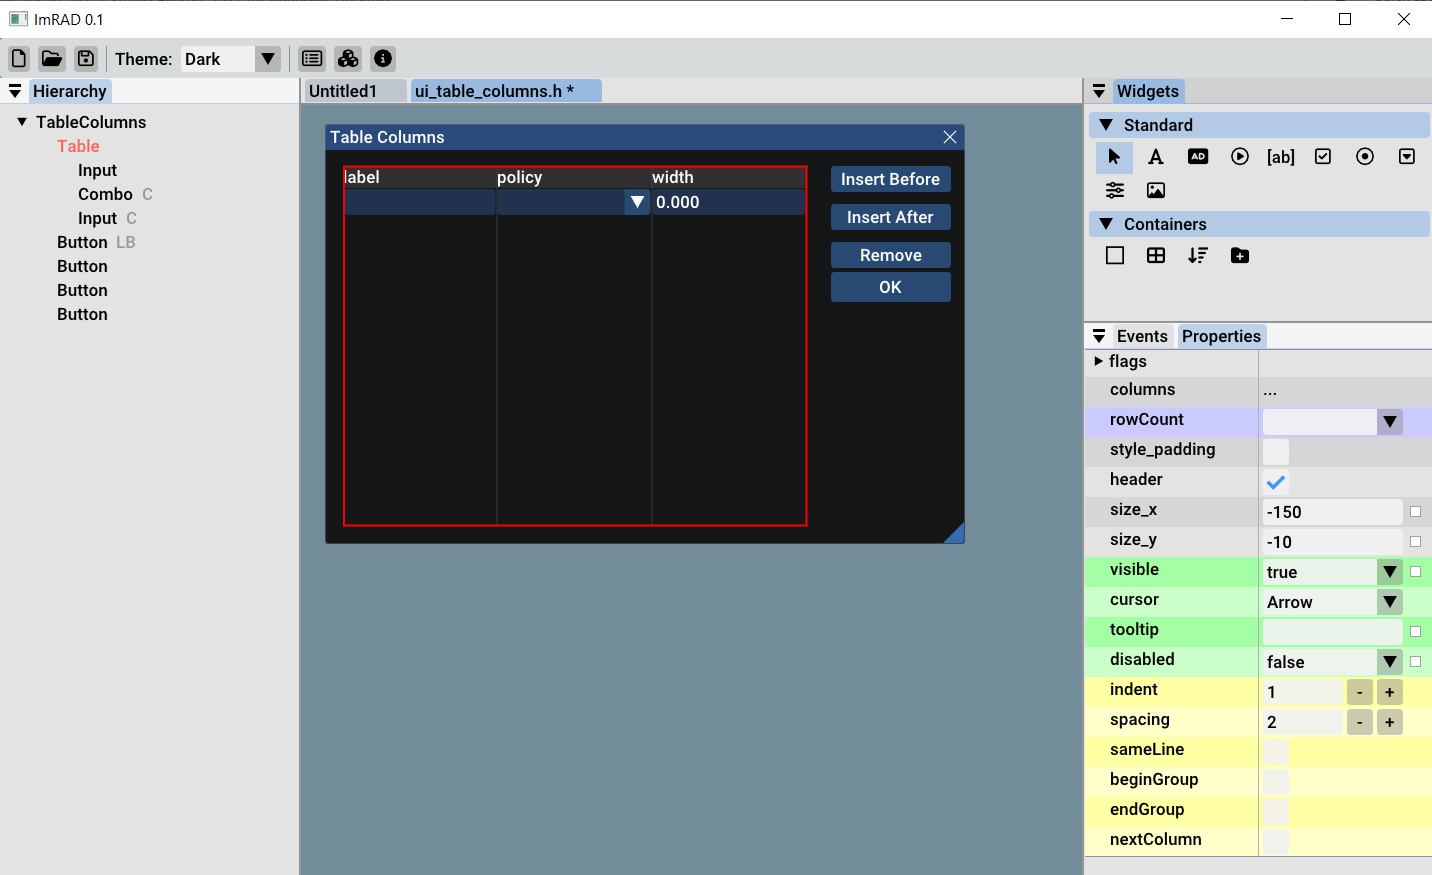 ImRAD 0.1
Theme: Dark
Hierarchy
TableColumns
Table
Input
Combo C
Input C
Button LB
Button
Button
Button
Untitled1
ui_table_columns.h *
Table Columns
label policy width
0.000
Insert Before
Insert After
Remove
OK
Widgets
Standard
AD
[ab]
Containers
Events Properties
flags
columns ...
rowCount
style_padding
header
size_x -150
size_y -10
visible true
cursor Arrow
tooltip
disabled false
indent 1 - +
spacing 2 - +
sameLine
beginGroup
endGroup
nextColumn